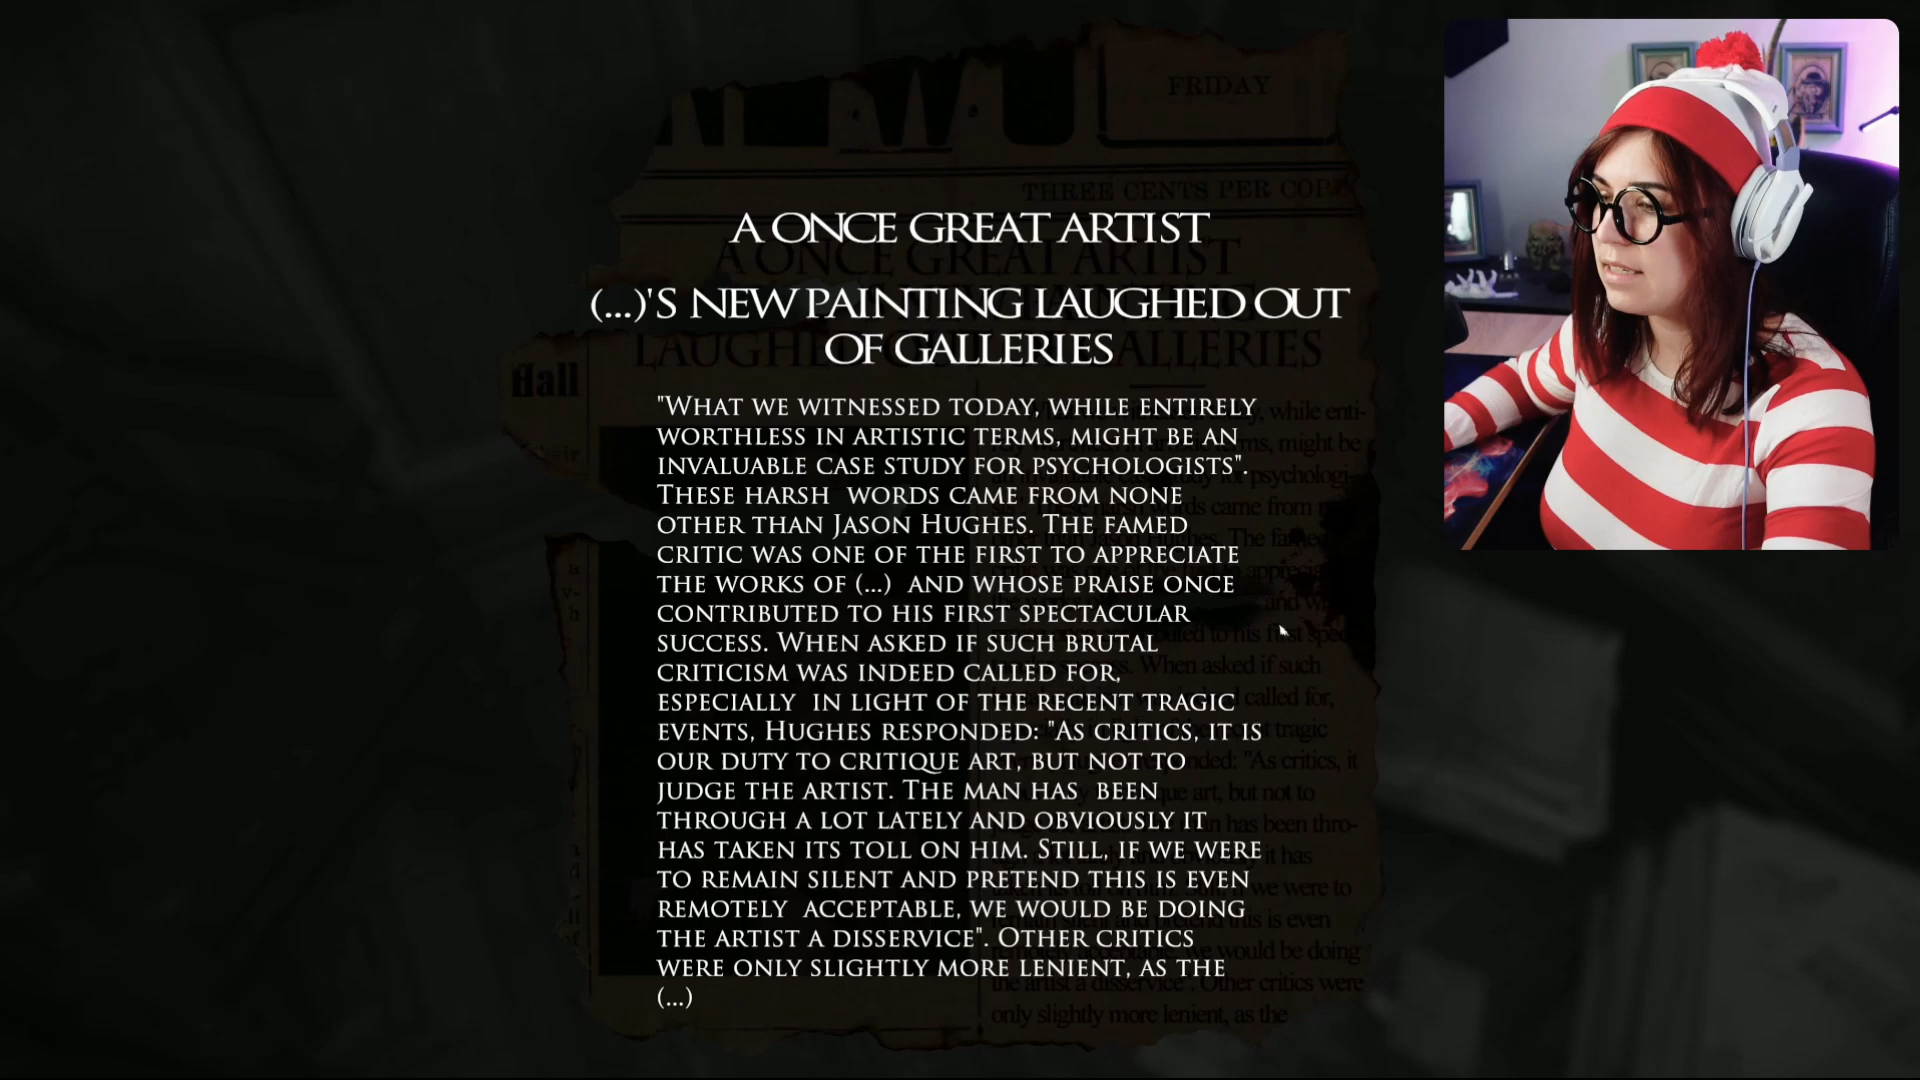 FRIDAY
THREE CENTS PER COPY
A ONCE GREAT ARTIST
(...)'S NEW PAINTING LAUGHED OUT
OF GALLERIES
Hall
"WHAT WE WITNESSED TODAY, WHILE ENTIRELY
WORTHLESS IN ARTISTIC TERMS, MIGHT BE AN
INVALUABLE CASE STUDY FOR PSYCHOLOGISTS".
THESE HARSH WORDS CAME FROM NONE
OTHER THAN JASON HUGHES. THE FAMED
CRITIC WAS ONE OF THE FIRST TO APPRECIATE
THE WORKS OF (...) AND WHOSE PRAISE ONCE
CONTRIBUTED TO HIS FIRST SPECTACULAR
SUCCESS. WHEN ASKED IF SUCH BRUTAL
CRITICISM WAS INDEED CALLED FOR,
ESPECIALLY IN LIGHT OF THE RECENT TRAGIC
EVENTS, HUGHES RESPONDED: "AS CRITICS, IT IS
OUR DUTY TO CRITIQUE ART, BUT NOT TO
JUDGE THE ARTIST. THE MAN HAS BEEN
THROUGH A LOT LATELY AND OBVIOUSLY IT
HAS TAKEN ITS TOLL ON HIM. STILL, IF WE WERE
TO REMAIN SILENT AND PRETEND THIS IS EVEN
REMOTELY ACCEPTABLE, WE WOULD BE DOING
THE ARTIST A DISSERVICE". OTHER CRITICS
WERE ONLY SLIGHTLY MORE LENIENT, AS THE
(...)